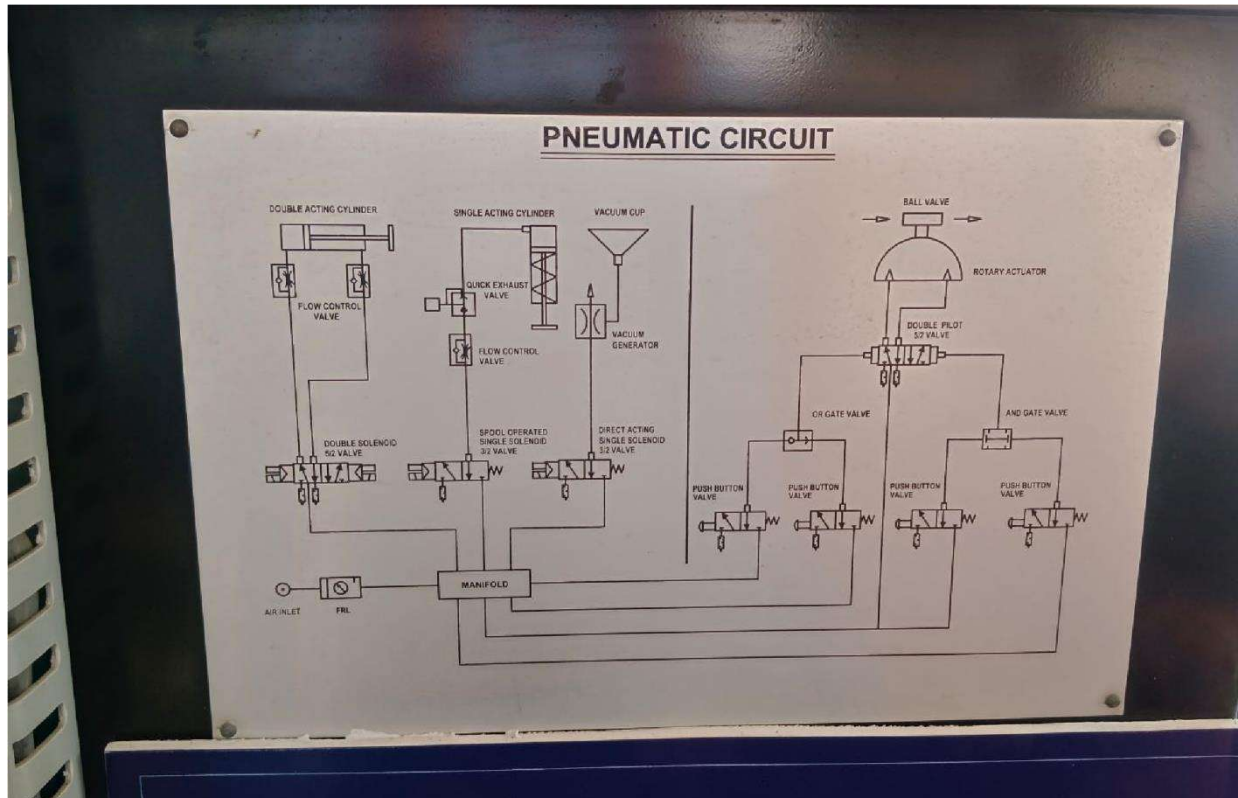 PNEUMATIC CIRCUIT
DOUBLE ACTING CYLINDER
SINGLE ACTING CYLINDER
VACUUM CUP
BALL VALVE
ROTARY ACTUATOR
QUICK EXHAUST
VALVE
FLOW CONTROL
VALVE
VACUUM
GENERATOR
DOUBLE PILOT
5/2 VALVE
FLOW CONTROL
VALVE
OR GATE VALVE
AND GATE VALVE
DOUBLE SOLENOID
5/2 VALVE
SPOOL OPERATED
SINGLE SOLENOID
3/2 VALVE
DIRECT ACTING
SINGLE SOLENOID
3/2 VALVE
PUSH BUTTON
VALVE
PUSH BUTTON
VALVE
PUSH BUTTON
VALVE
PUSH BUTTON
VALVE
MANIFOLD
AIR INLET
FRL